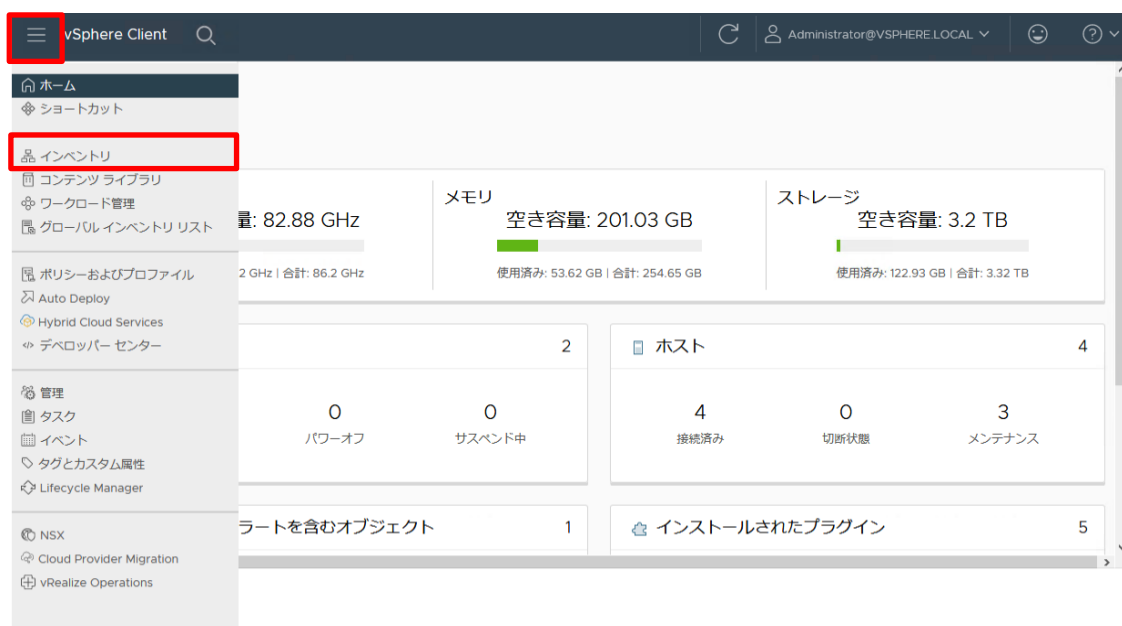 vSphere Client
Administrator@VSPHERE.LOCAL
ホーム
ショートカット
インベントリ
コンテンツ ライブラリ
ワークロード管理
グローバル インベントリ リスト
ポリシーおよびプロファイル
Auto Deploy
Hybrid Cloud Services
デベロッパー センター
管理
タスク
イベント
タグとカスタム属性
Lifecycle Manager
NSX
Cloud Provider Migration
vRealize Operations
量: 82.88 GHz
2 GHz | 合計: 86.2 GHz
メモリ
空き容量: 201.03 GB
使用済み: 53.62 GB | 合計: 254.65 GB
ストレージ
空き容量: 3.2 TB
使用済み: 122.93 GB | 合計: 3.32 TB
2
0
パワーオフ
0
サスペンド中
ホスト 4
4
接続済み
0
切断状態
3
メンテナンス
ラートを含むオブジェクト 1
インストールされたプラグイン 5